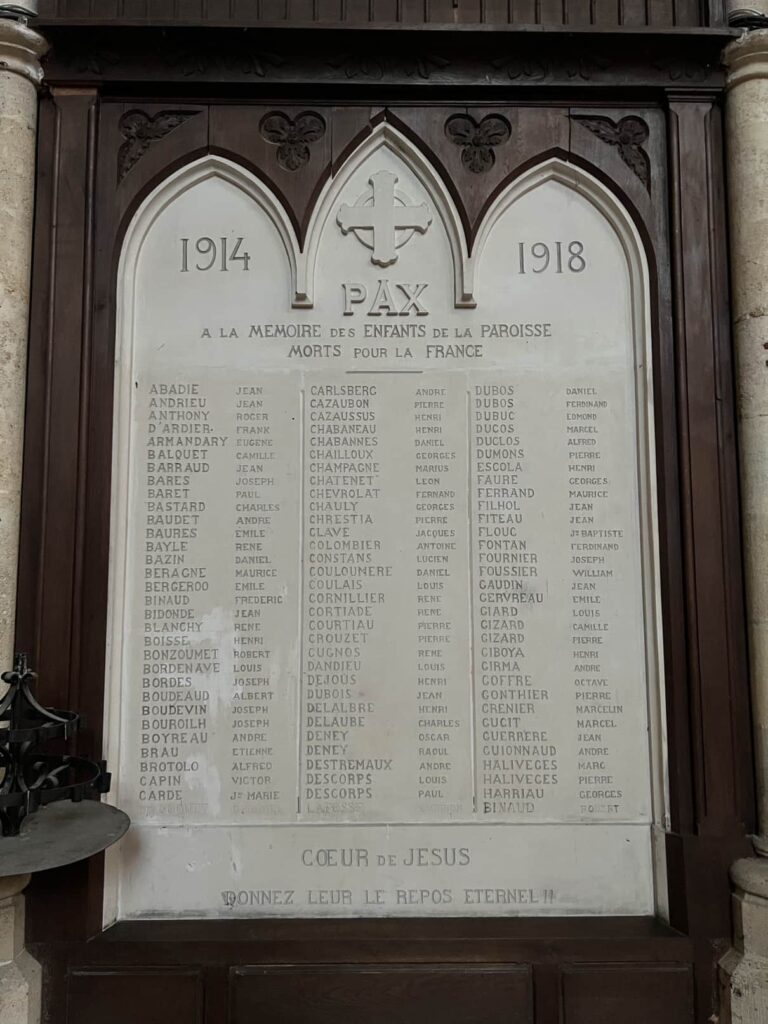 1914
1918
PAX
A LA MEMOIRE DES ENFANTS DE LA PAROISSE
MORTS POUR LA FRANCE
ABADIE JEAN
ANDRIEU JEAN
ANTHONY ROGER
D'ARDIER FRANK
ARMANDARY EUGENE
BALQUET CAMILLE
BARRAUD JEAN
BARES JOSEPH
BARET PAUL
BASTARD CHARLES
BAUDET ANDRE
BAURES EMILE
BAYLE RENE
BAZIN DANIEL
BERAGNE MAURICE
BERGEROO EMILE
BINAUD FREDERIC
BIDONDE JEAN
BLANCHY RENE
BOISSE HENRI
BONZOUMET ROBERT
BORDENAVE LOUIS
BORDES JOSEPH
BOUDEAUD ALBERT
BOUDEVIN JOSEPH
BOUROILH JOSEPH
BOYREAU ANDRE
BRAU ETIENNE
BROTOLO ALFRED
CAPIN VICTOR
CARDE Jn MARIE
CARLSBERG ANDRE
CAZAUBON PIERRE
CAZAUSSUS HENRI
CHABANEAU HENRI
CHABANNES DANIEL
CHAILLOUX GEORGES
CHAMPAGNE MARIUS
CHATENET LEON
CHEVROLAT FERNAND
CHAULY GEORGES
CHRESTIA PIERRE
CLAVE JACQUES
COLOMBIER ANTOINE
CONSTANS LUCIEN
COULOUMERE DANIEL
COULAIS LOUIS
CORNILLIER RENE
CORTIADE RENE
COURTIAU PIERRE
CROUZET PIERRE
CUGNOS RENE
DANDIEU LOUIS
DEJOUS HENRI
DUBOIS JEAN
DELALBRE HENRI
DELAUBE CHARLES
DENEY OSCAR
DENEY RAOUL
DESTREMAUX ANDRE
DESCORPS LOUIS
DESCORPS PAUL
LAFOSSE
DUBOS DANIEL
DUBOS FERDINAND
DUBUC EDMOND
DUCOS MARCEL
DUCLOS ALFRED
DUMONS PIERRE
ESCOLA HENRI
FAURE GEORGES
FERRAND MAURICE
FILHOL JEAN
FITEAU JEAN
FLOUC Jn BAPTISTE
FONTAN FERDINAND
FOURNIER JOSEPH
FOUSSIER WILLIAM
GAUDIN JEAN
GERVREAU EMILE
GIARD LOUIS
GIZARD CAMILLE
GIZARD PIERRE
GIBOYA HENRI
GIRMA ANDRE
GOFFRE OCTAVE
GONTHIER PIERRE
GRENIER MARCELIN
GUGIT MARCEL
GUERRERE JEAN
GUIONNAUD ANDRE
HALIVEGES MARC
HALIVEGES PIERRE
HARRIAU GEORGES
BINAUD ROBERT
CŒUR DE JESUS
DONNEZ LEUR LE REPOS ETERNEL !!